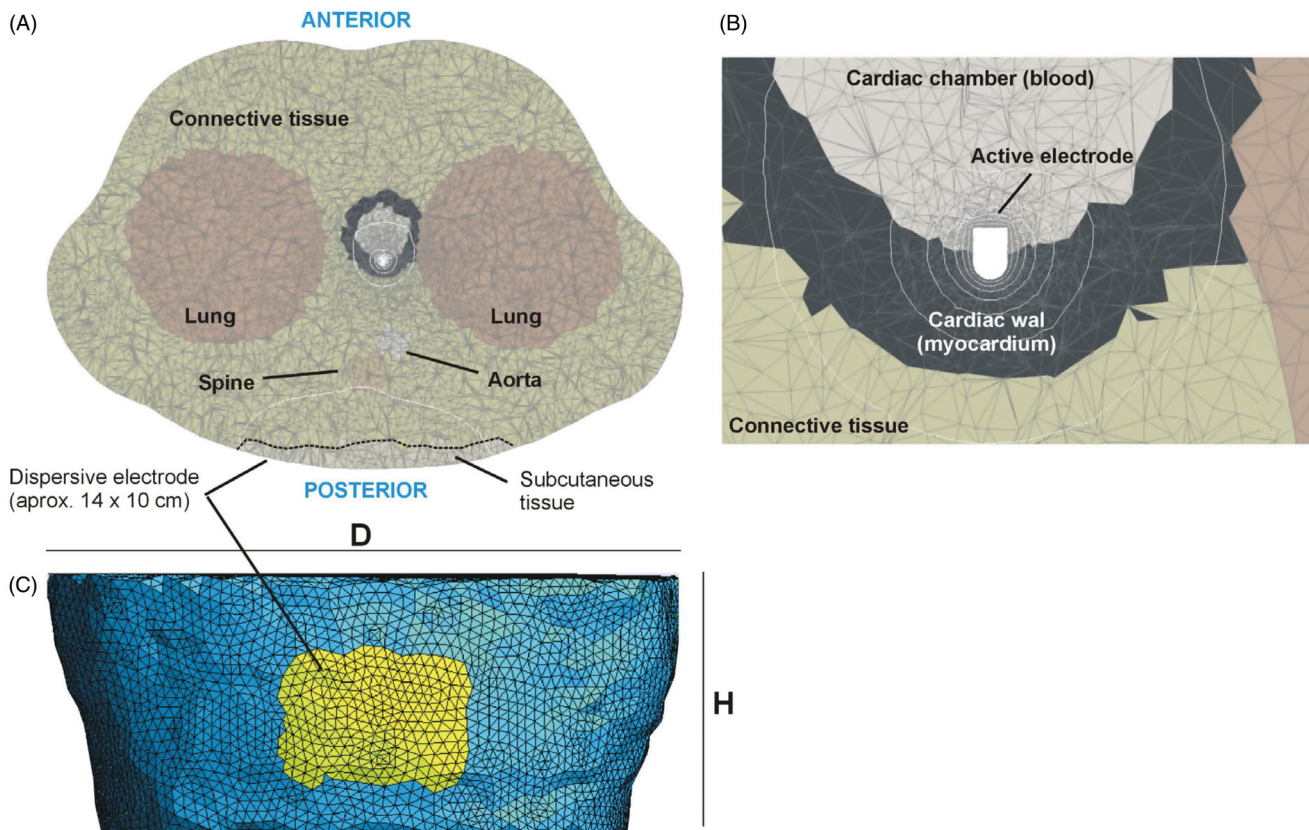 (A)
ANTERIOR
Connective tissue
Lung
Lung
Spine
Aorta
Dispersive electrode
(aprox. 14 x 10 cm)
POSTERIOR
Subcutaneous
tissue
(B)
Cardiac chamber (blood)
Active electrode
Cardiac wal
(myocardium)
Connective tissue
D
(C)
H